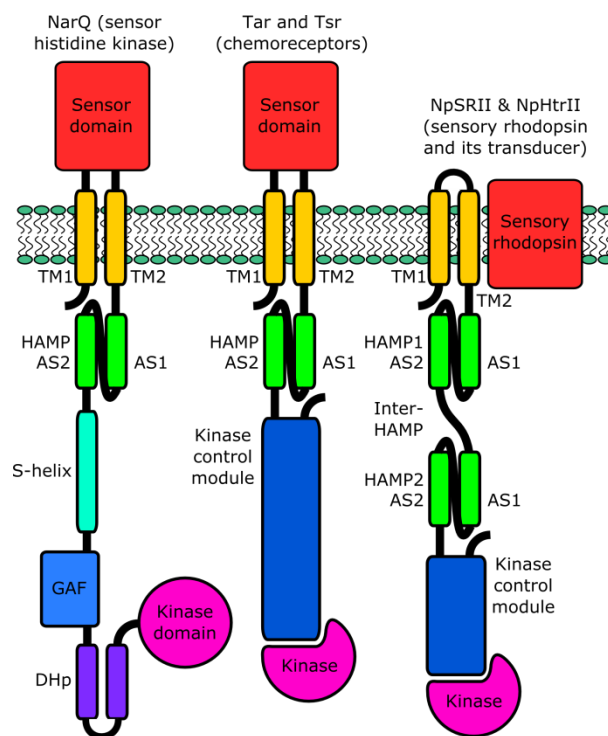 NarQ (sensor
histidine kinase)
Sensor
domain
TM1
TM2
HAMP
AS2
AS1
S-helix
GAF
DHp
Kinase
domain
Tar and Tsr
(chemoreceptors)
Sensor
domain
TM1
TM2
HAMP
AS2
AS1
Kinase
control
module
Kinase
NpSRII & NpHtrII
(sensory rhodopsin
and its transducer)
Sensory
rhodopsin
TM1
TM2
HAMP1
AS2
AS1
Inter-
HAMP
HAMP2
AS2
AS1
Kinase
control
module
Kinase